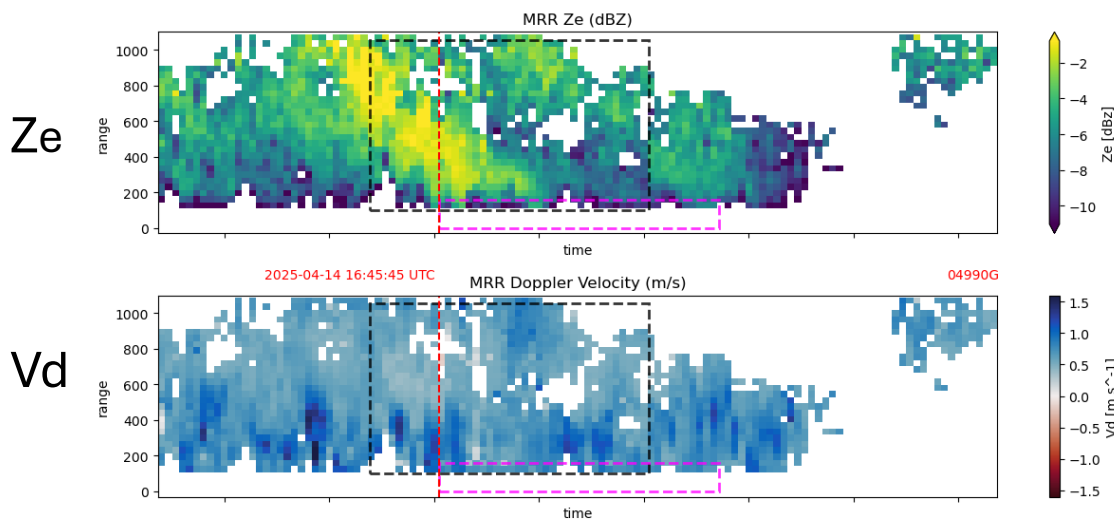 MRR Ze (dBZ)
Ze
range
1000
800
600
400
200
0
time
−2
−4
−6
−8
−10
Ze [dBz]
2025-04-14 16:45:45 UTC
04990G
MRR Doppler Velocity (m/s)
Vd
range
1000
800
600
400
200
0
time
1.5
1.0
0.5
0.0
−0.5
−1.0
−1.5
Vd [m s^-1]